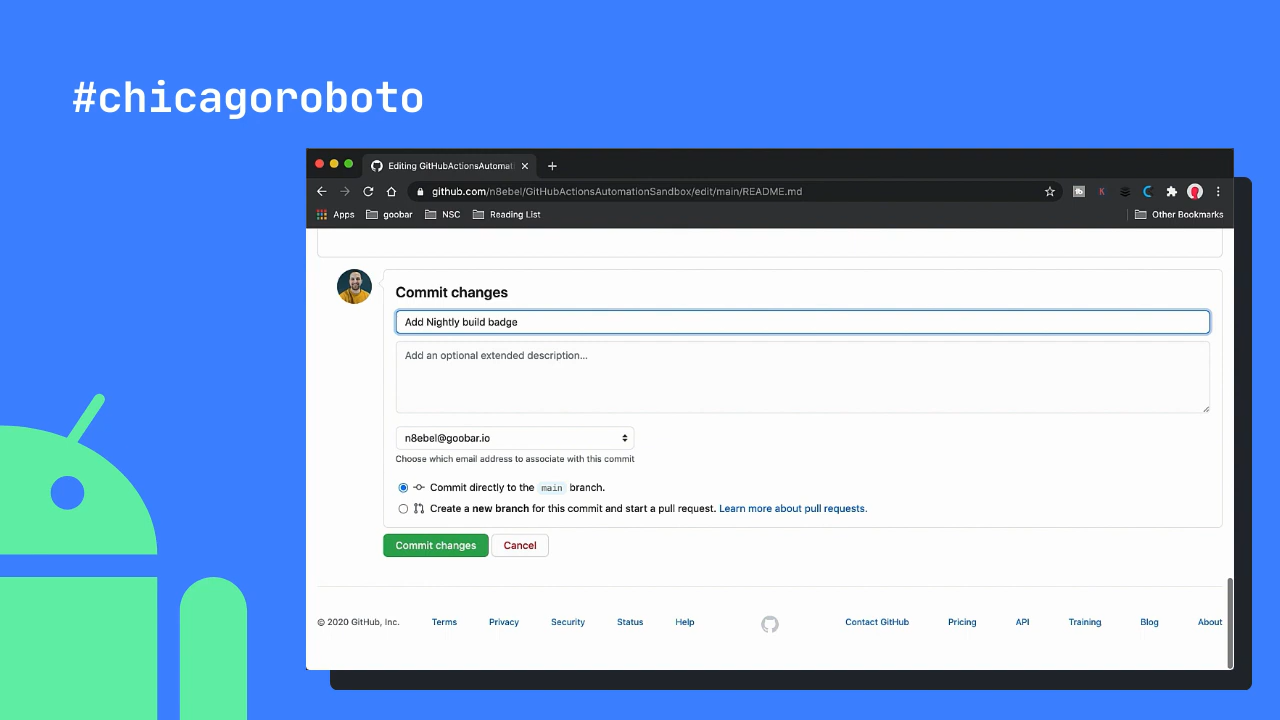 #chicagoroboto
Editing GitHubActionsAutomat
github.com/n8ebel/GitHubActionsAutomationSandbox/edit/main/README.md
K
Apps goobar NSC Reading List Other Bookmarks
Commit changes
Add Nightly build badge
Add an optional extended description...
n8ebel@goobar.io
Choose which email address to associate with this commit
Commit directly to the main branch.
Create a new branch for this commit and start a pull request. Learn more about pull requests.
Commit changes Cancel
© 2020 GitHub, Inc. Terms Privacy Security Status Help Contact GitHub Pricing API Training Blog About